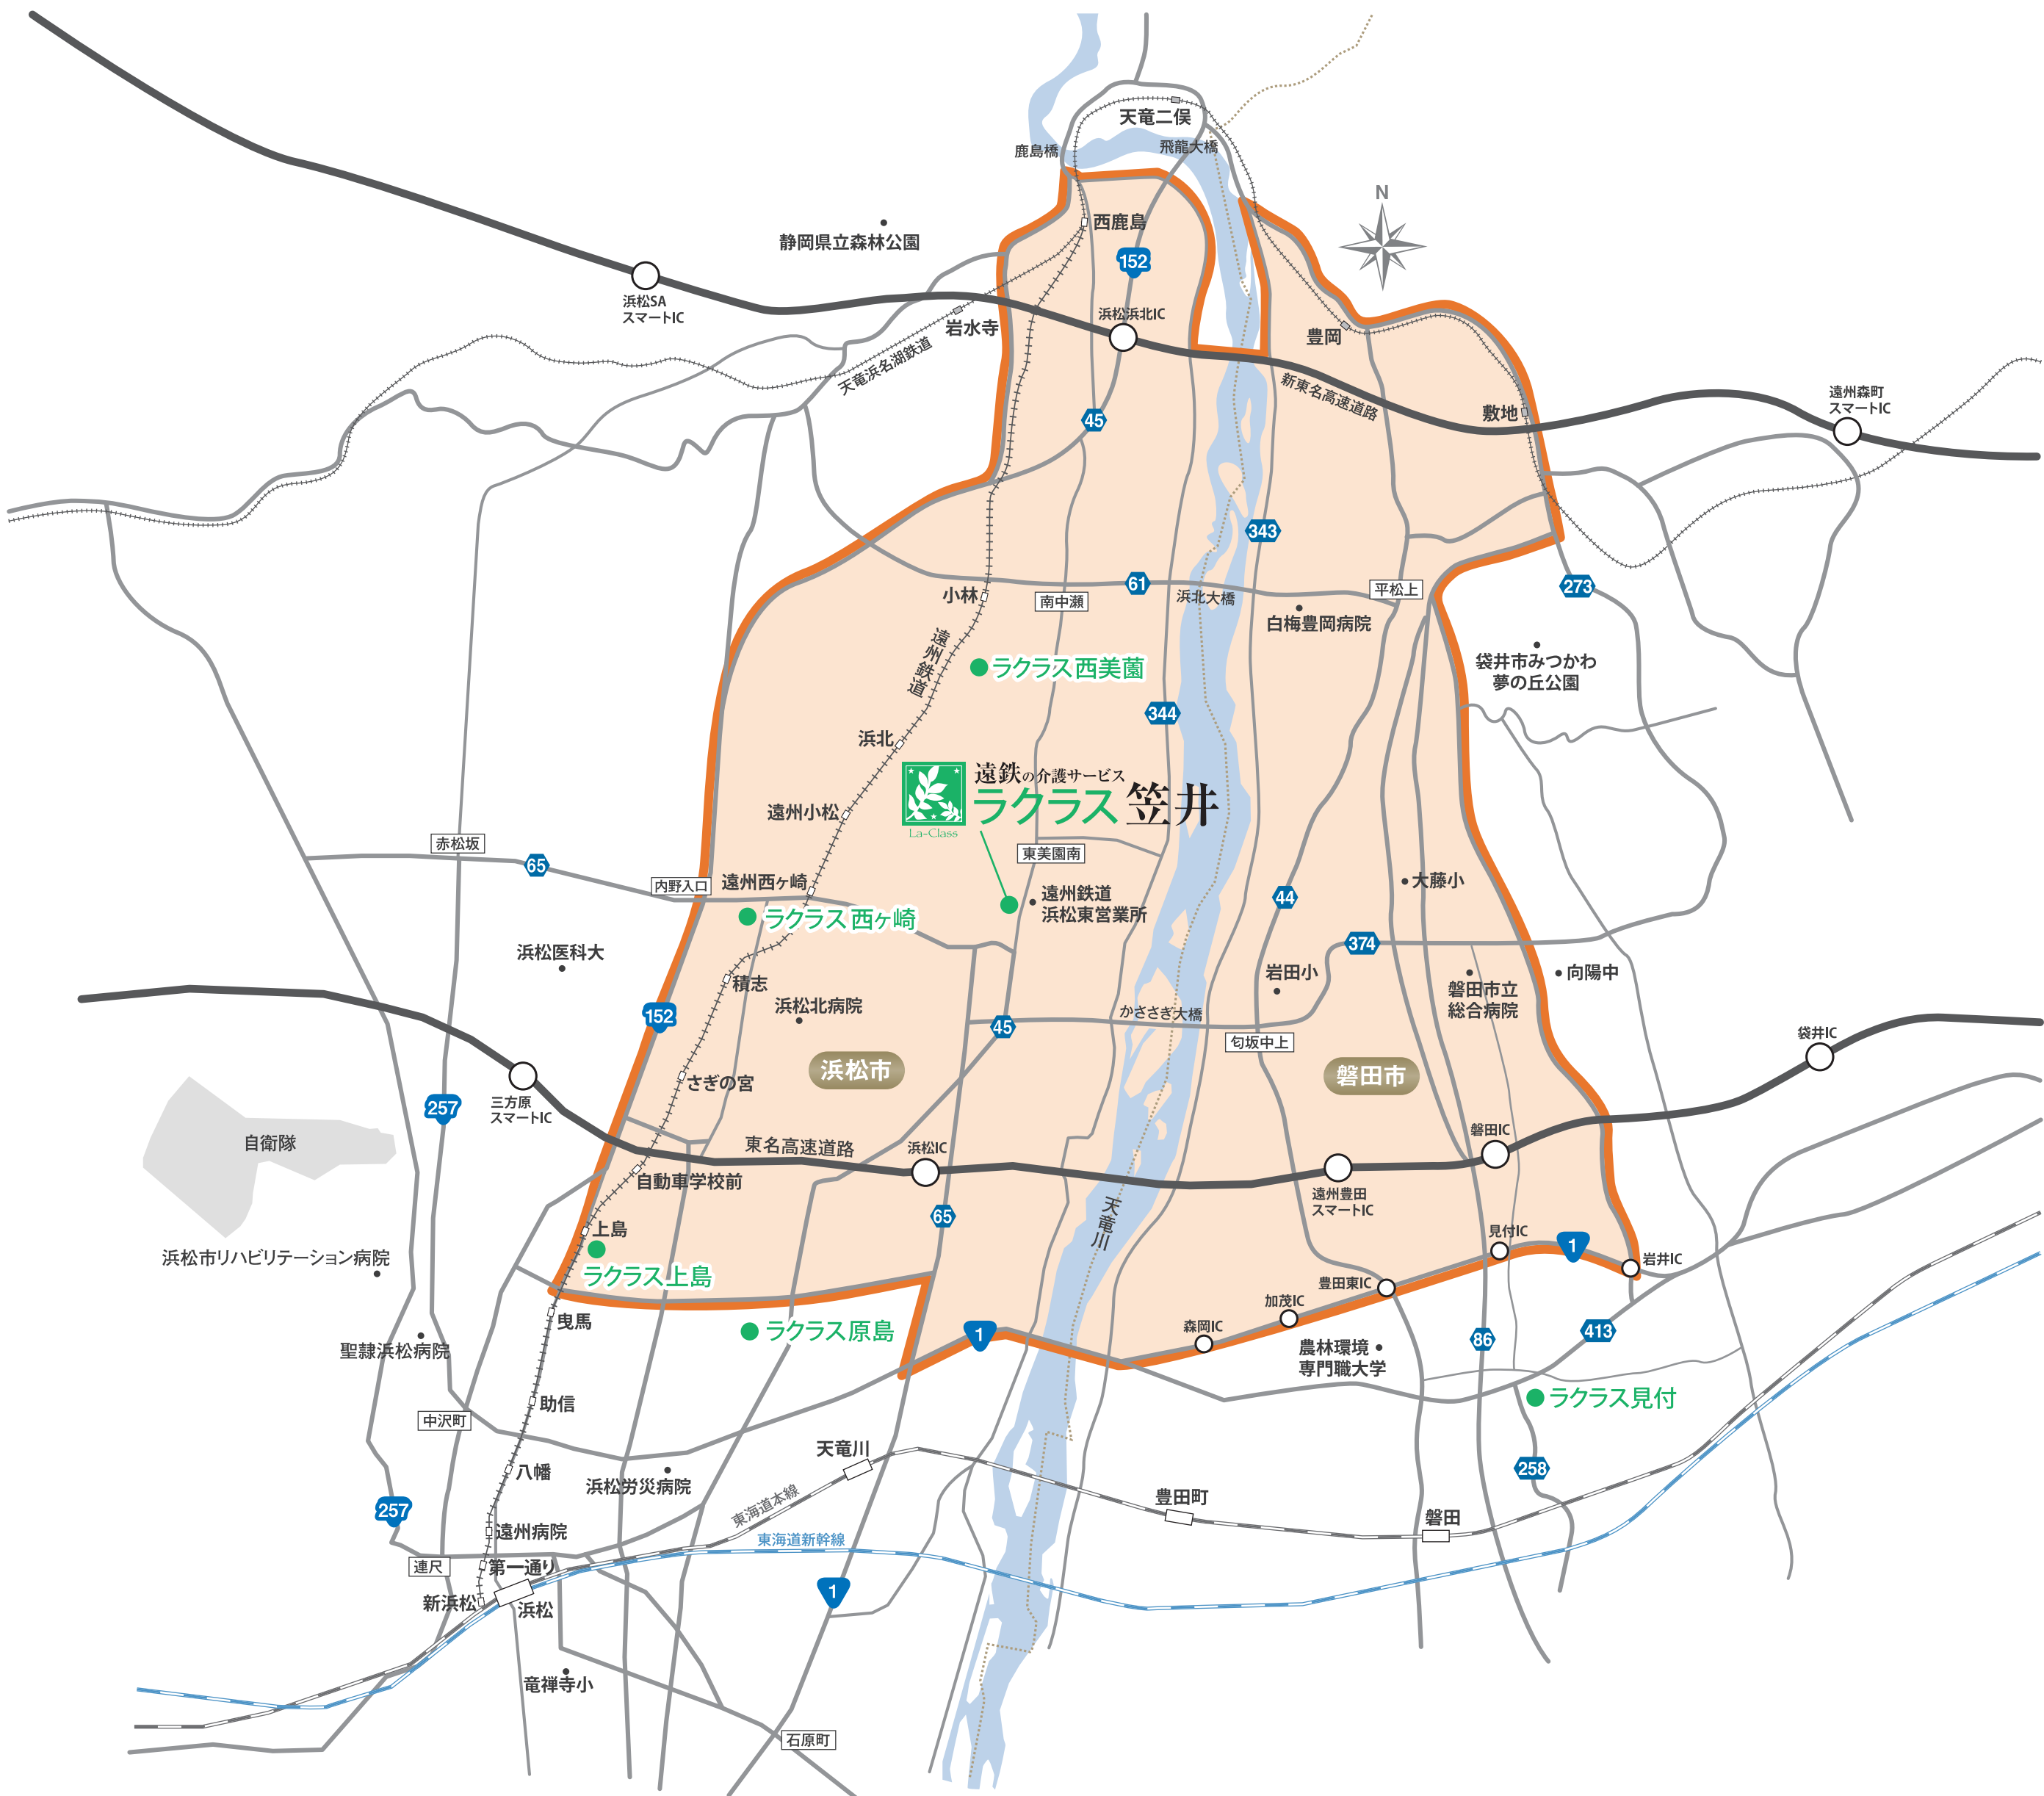 天竜二俣
鹿島橋
飛龍大橋
N
西鹿島
静岡県立森林公園
152
浜松SA
スマートIC
浜松浜北IC
岩水寺
豊岡
天竜浜名湖鉄道
新東名高速道路
遠州森町
スマートIC
敷地
45
343
61
273
小林
南中瀬
浜北大橋
平松上
白梅豊岡病院
遠州鉄道
ラクラス西美薗
袋井市みつかわ
夢の丘公園
344
浜北
遠鉄の介護サービス
ラクラス 笠井
La-Class
遠州小松
赤松坂
65
東美園南
内野入口
遠州西ヶ崎
遠州鉄道
浜松東営業所
大藤小
44
ラクラス西ヶ崎
374
浜松医科大
積志
岩田小
向陽中
磐田市立
総合病院
浜松北病院
152
45
かささぎ大橋
匂坂中上
袋井IC
浜松市
磐田市
さぎの宮
257
三方原
スマートIC
自衛隊
東名高速道路
浜松IC
磐田IC
自動車学校前
遠州豊田
スマートIC
65
天竜川
上島
見付IC
1
岩井IC
浜松市リハビリテーション病院
ラクラス上島
豊田東IC
加茂IC
曳馬
ラクラス原島
1
森岡IC
86
413
聖隷浜松病院
農林環境
専門職大学
助信
ラクラス見付
中沢町
天竜川
八幡
浜松労災病院
258
257
東海道本線
豊田町
磐田
遠州病院
東海道新幹線
連尺
第一通り
新浜松
浜松
1
竜禅寺小
石原町